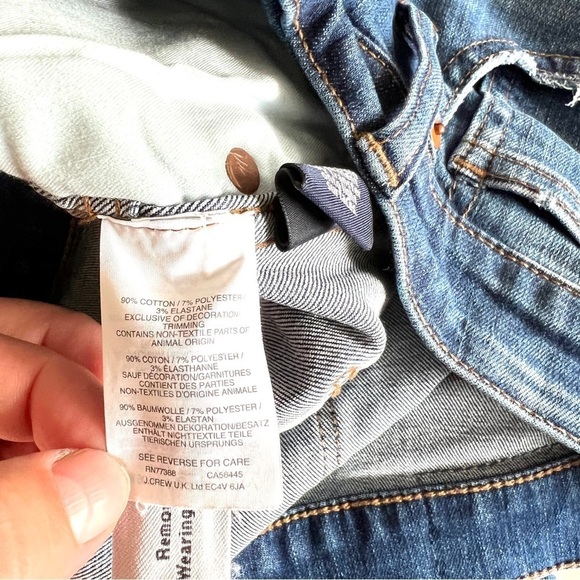 90% COTTON / 7% POLYESTER /
3% ELASTANE
EXCLUSIVE OF DECORATION
TRIMMING
CONTAINS NON-TEXTILE PARTS OF
ANIMAL ORIGIN
90% COTON / 7% POLYESTER /
3% ÉLASTHANNE
SAUF DÉCORATION/GARNITURES
CONTIENT DES PARTIES
NON-TEXTILES D'ORIGINE ANIMALE
90% BAUMWOLLE / 7% POLYESTER /
3% ELASTAN
AUSGENOMMEN DEKORATION/BESATZ
ENTHÄLT NICHTTEXTILE TEILE
TIERISCHEN URSPRUNGS
SEE REVERSE FOR CARE
RN77388 CA56445
J.CREW U.K. Ltd EC4V 6JA
Remo
Wearing